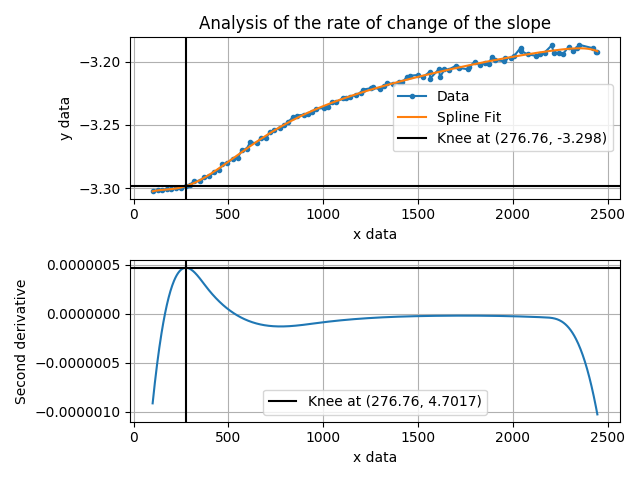 Analysis of the rate of change of the slope
−3.20
−3.25
−3.30
y data
Data
Spline Fit
Knee at (276.76, -3.298)
0 500 1000 1500 2000 2500
x data
0.0000005
0.0000000
−0.0000005
−0.0000010
Second derivative
Knee at (276.76, 4.7017)
0 500 1000 1500 2000 2500
x data